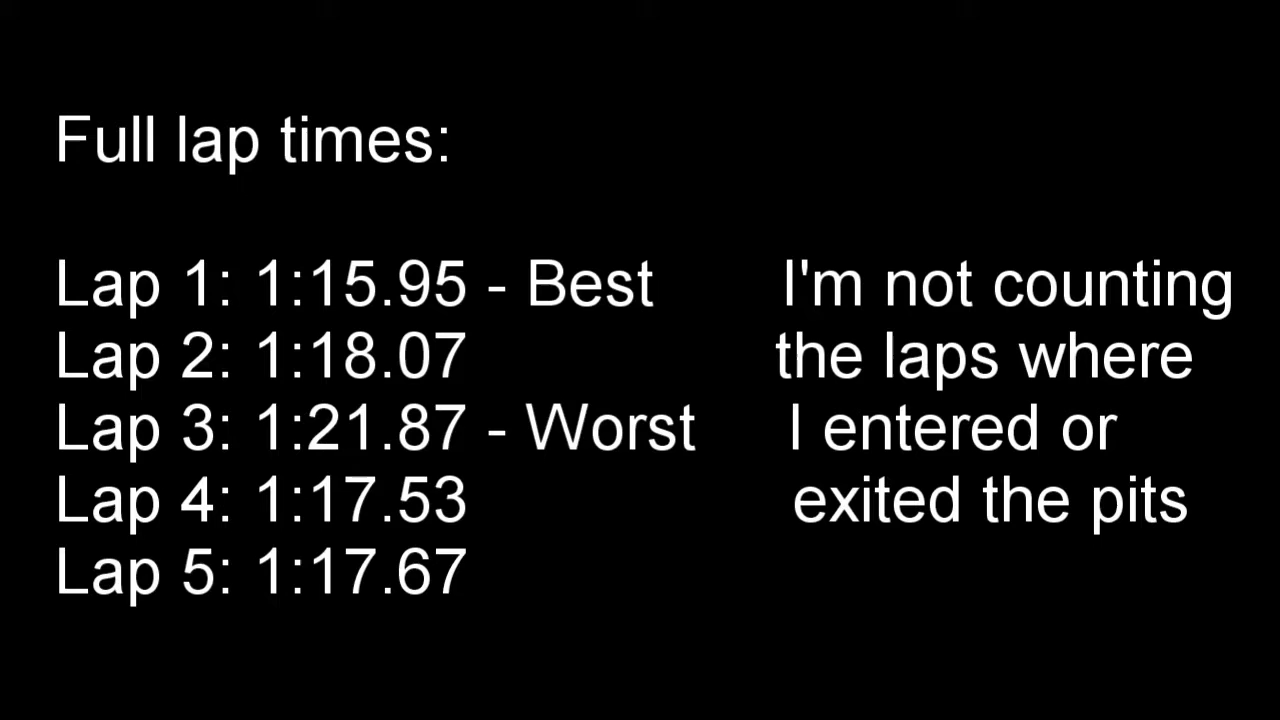 Full lap times:
Lap 1: 1:15.95 - Best
Lap 2: 1:18.07
Lap 3: 1:21.87 - Worst
Lap 4: 1:17.53
Lap 5: 1:17.67
I'm not counting
the laps where
I entered or
exited the pits